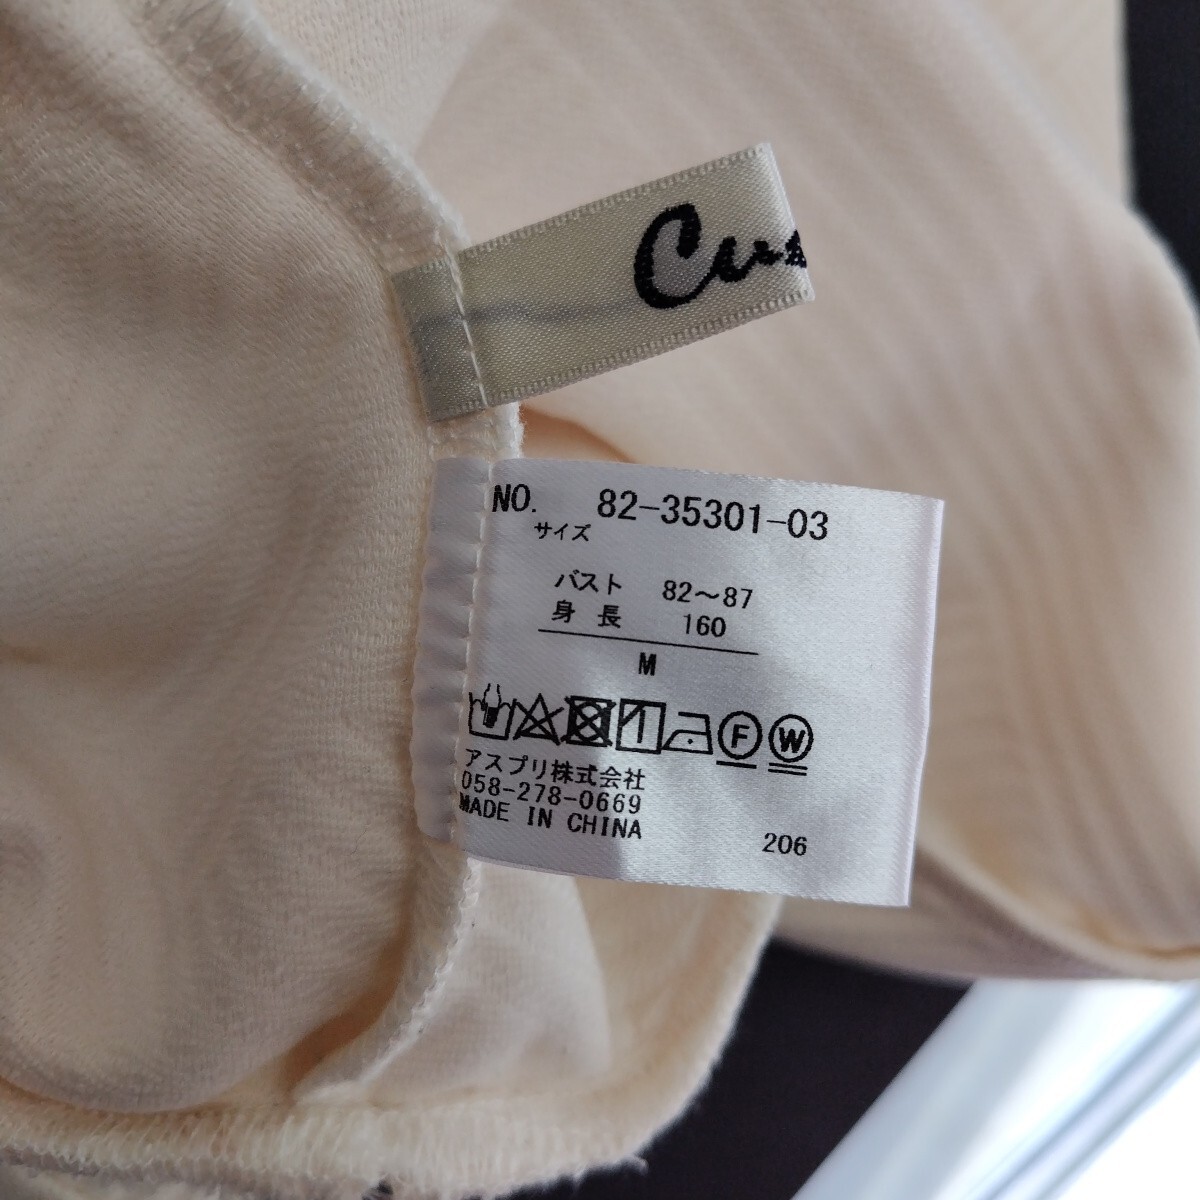 NO. 82-35301-03
サイズ
バスト 82～87
身長 160
M
F W
アスプリ株式会社
058-278-0669
MADE IN CHINA
206